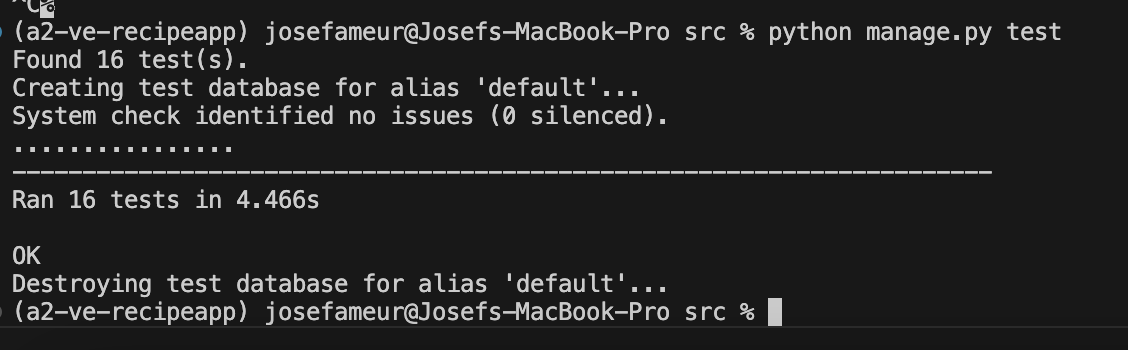 ^C%
(a2-ve-recipeapp) josefameur@Josefs-MacBook-Pro src % python manage.py test
Found 16 test(s).
Creating test database for alias 'default'...
System check identified no issues (0 silenced).
................
----------------------------------------------------------------------
Ran 16 tests in 4.466s
OK
Destroying test database for alias 'default'...
(a2-ve-recipeapp) josefameur@Josefs-MacBook-Pro src %